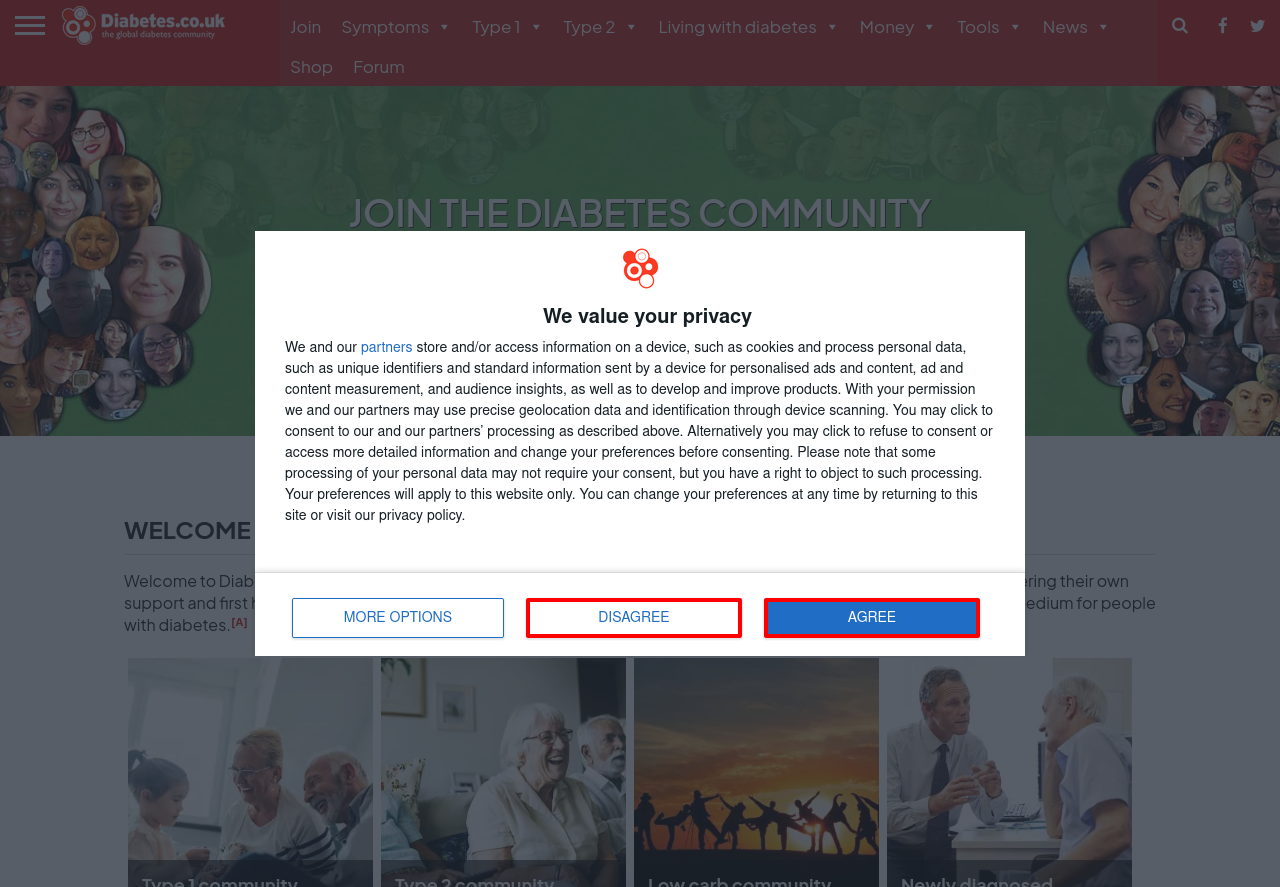 Diabetes.co.uk
the global diabetes community
Join Symptoms Type 1 Type 2 Living with diabetes Money Tools News
Shop Forum
JOIN THE DIABETES COMMUNITY
We value your privacy
We and our partners store and/or access information on a device, such as cookies and process personal data,
such as unique identifiers and standard information sent by a device for personalised ads and content, ad and
content measurement, and audience insights, as well as to develop and improve products. With your permission
we and our partners may use precise geolocation data and identification through device scanning. You may click to
consent to our and our partners’ processing as described above. Alternatively you may click to refuse to consent or
access more detailed information and change your preferences before consenting. Please note that some
processing of your personal data may not require your consent, but you have a right to object to such processing.
Your preferences will apply to this website only. You can change your preferences at any time by returning to this
site or visit our privacy policy.
MORE OPTIONS DISAGREE AGREE
WELCOME
Welcome to their own
support and first for people
with diabetes.[A]
Type 1 community Type 2 community Low carb community Newly diagnosed